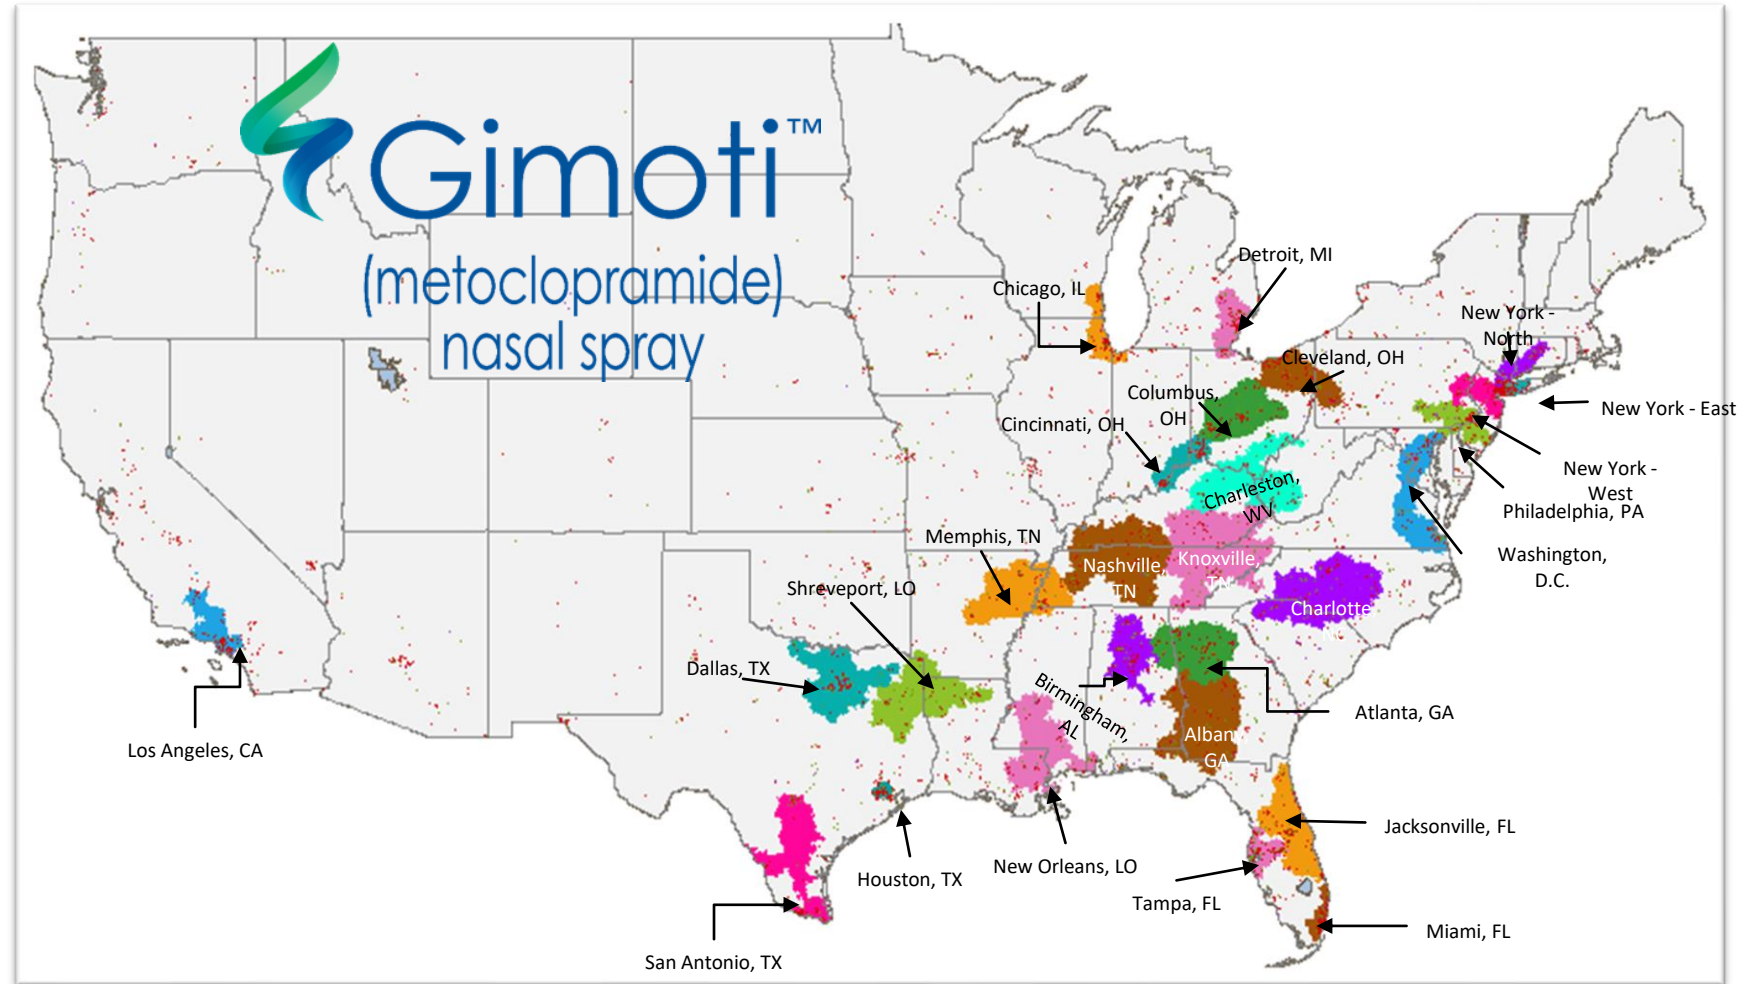 Gimoti™
(metoclopramide)
nasal spray
Detroit, MI
Chicago, IL
New York -
North
Cleveland, OH
Columbus,
OH
Cincinnati, OH
New York - East
New York -
West
Philadelphia, PA
Charleston,
WV
Washington,
D.C.
Memphis, TN
Nashville,
TN
Knoxville,
TN
Shreveport, LO
Charlotte
Dallas, TX
Birmingham,
AL
Atlanta, GA
Albany,
GA
Los Angeles, CA
Jacksonville, FL
New Orleans, LO
Houston, TX
Tampa, FL
Miami, FL
San Antonio, TX